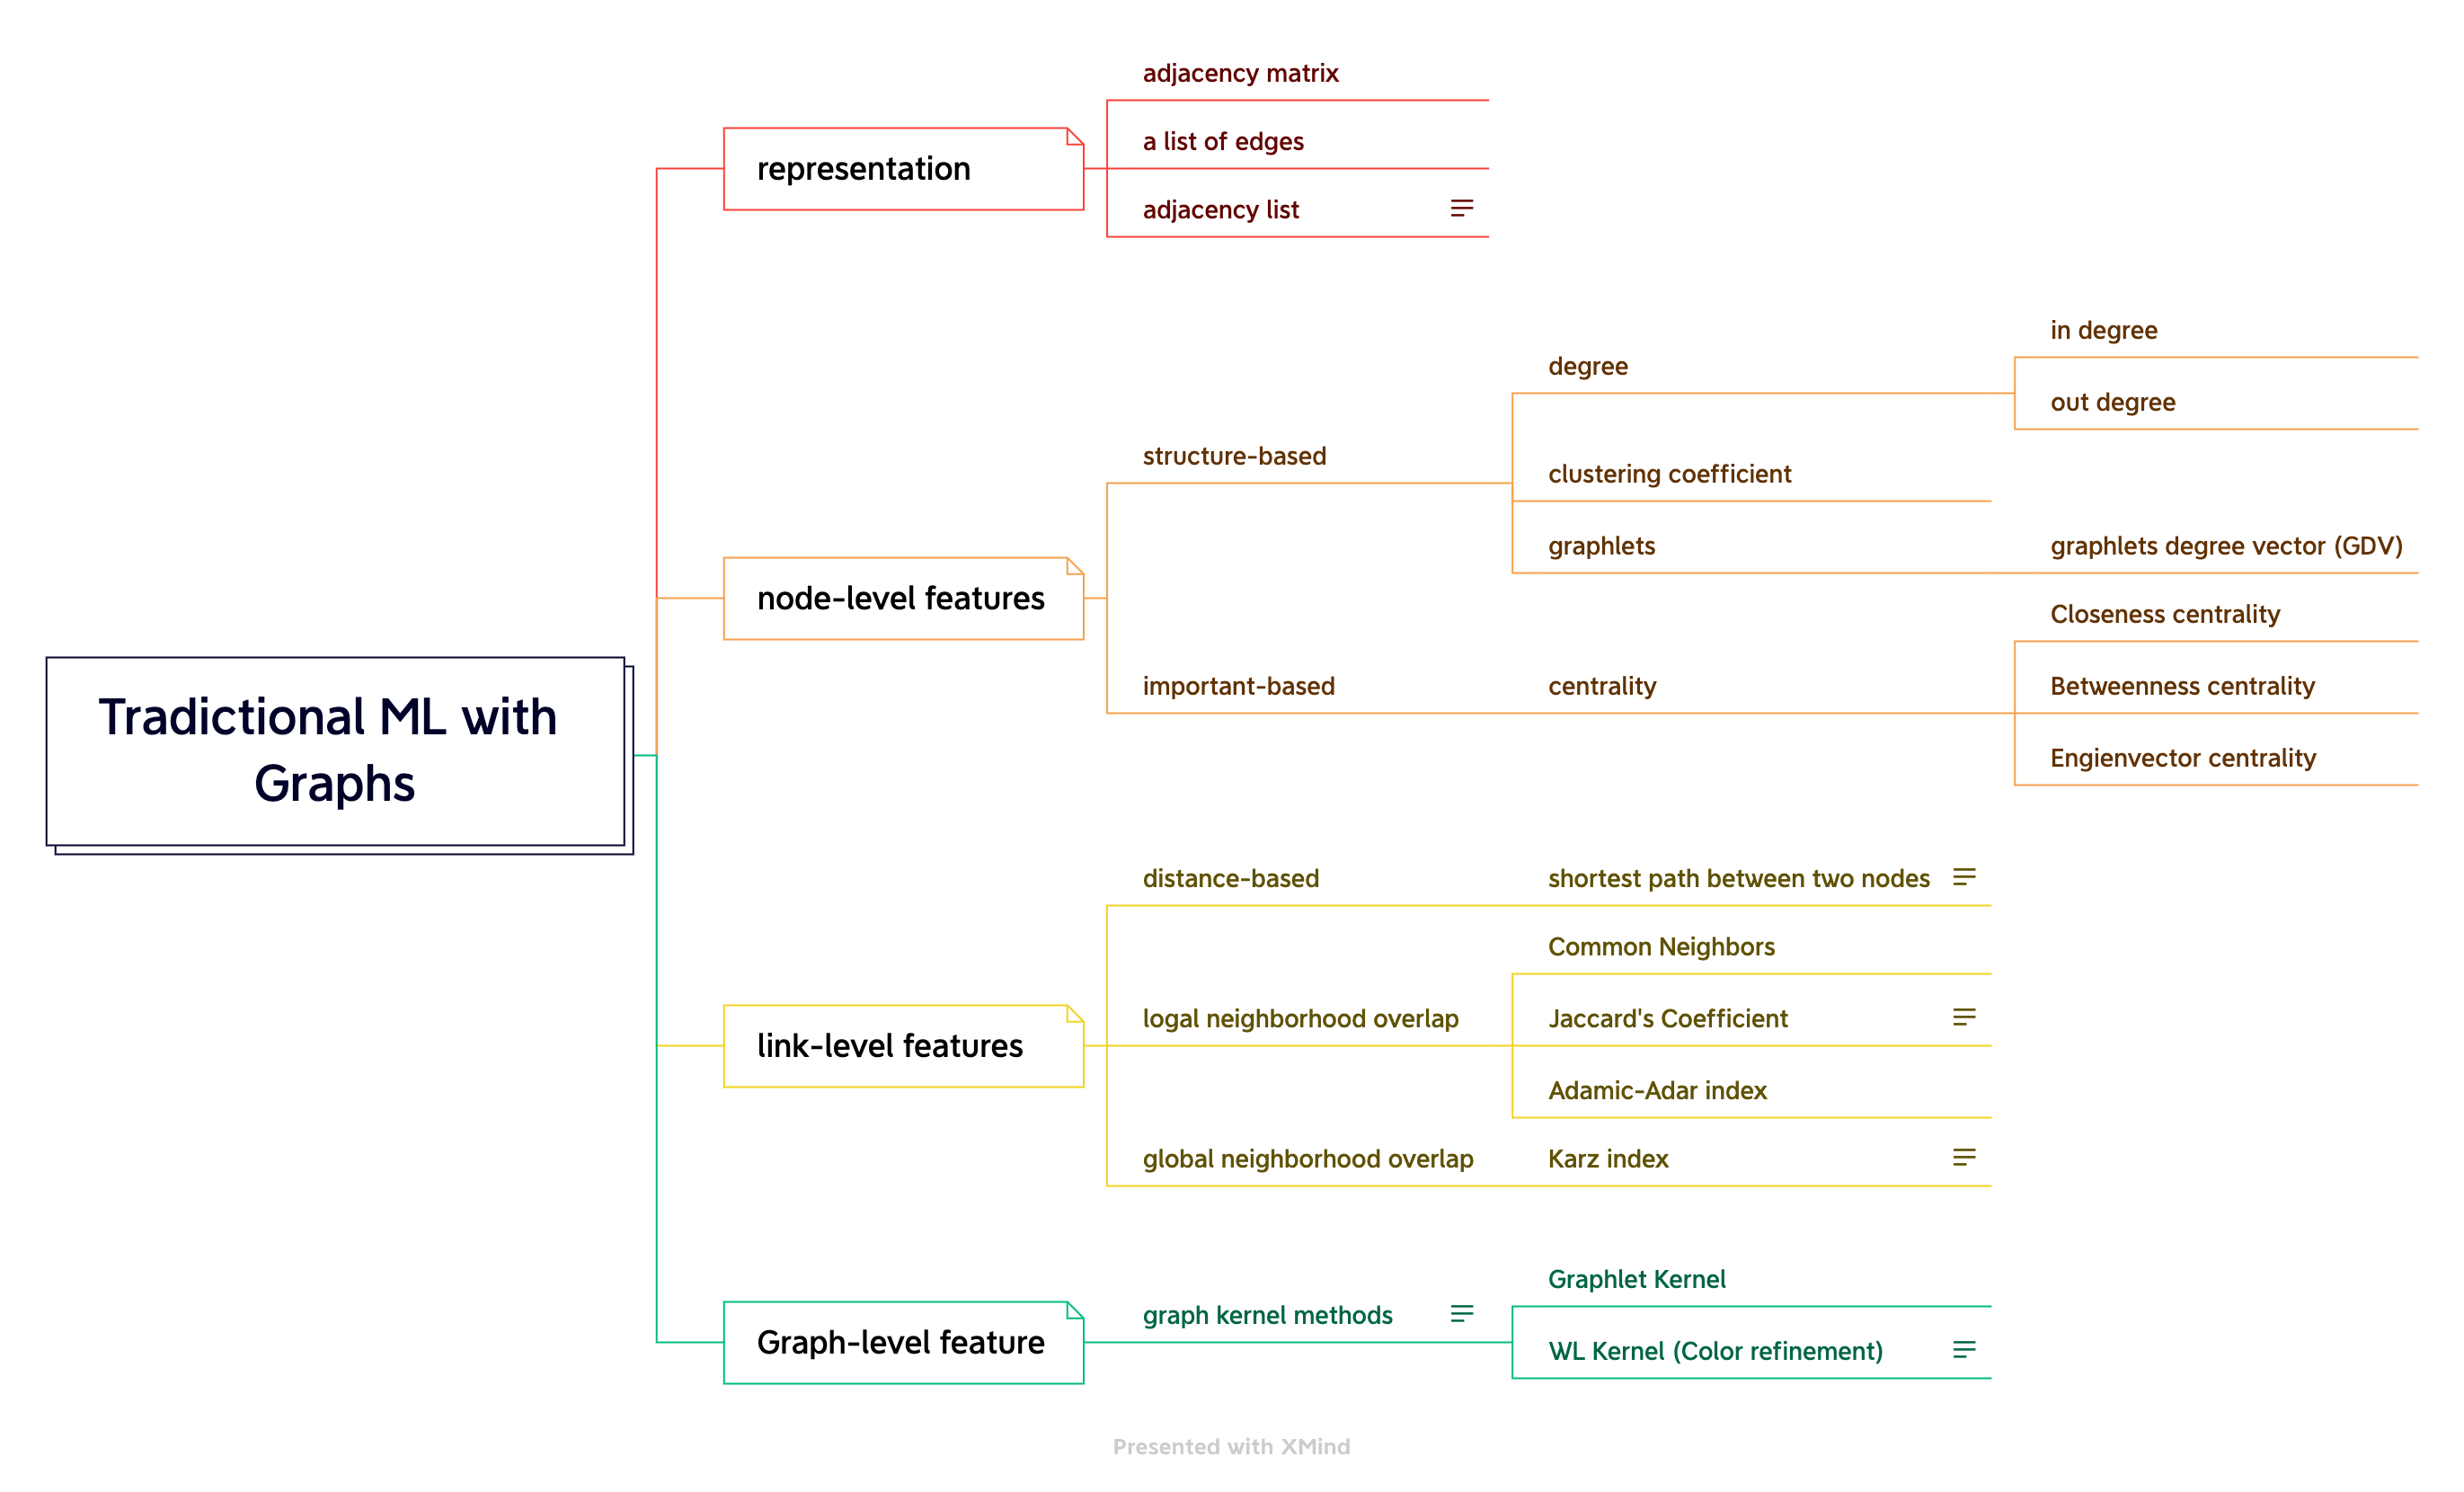 Tradictional ML with
Graphs
representation
adjacency matrix
a list of edges
adjacency list
node-level features
structure-based
degree
in degree
out degree
clustering coefficient
graphlets
graphlets degree vector (GDV)
important-based
centrality
Closeness centrality
Betweenness centrality
Engienvector centrality
link-level features
distance-based
shortest path between two nodes
logal neighborhood overlap
Common Neighbors
Jaccard's Coefficient
Adamic-Adar index
global neighborhood overlap
Karz index
Graph-level feature
graph kernel methods
Graphlet Kernel
WL Kernel (Color refinement)
Presented with XMind